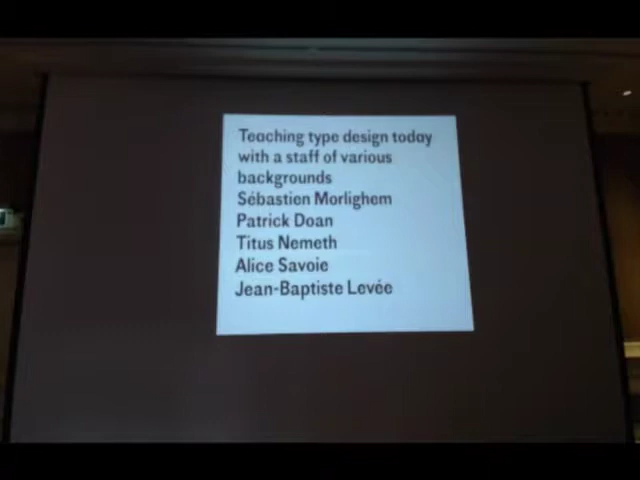 Teaching type design today
with a staff of various
backgrounds
Sébastien Morlighem
Patrick Doan
Titus Nemeth
Alice Savoie
Jean-Baptiste Levée